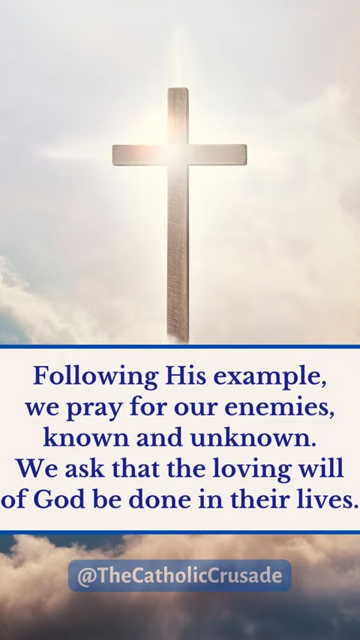 Following His example,
we pray for our enemies,
known and unknown.
We ask that the loving will
of God be done in their lives.
@TheCatholicCrusade